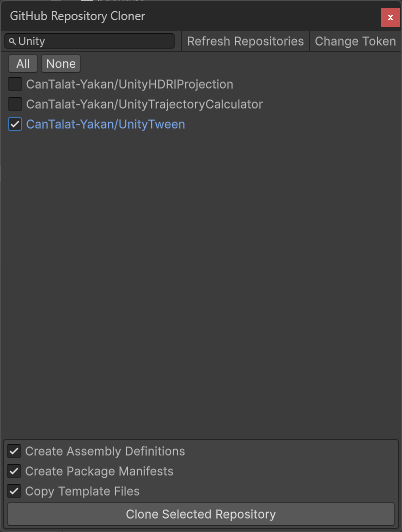 GitHub Repository Cloner
x
Unity
Refresh Repositories
Change Token
All
None
CanTalat-Yakan/UnityHDRIProjection
CanTalat-Yakan/UnityTrajectoryCalculator
CanTalat-Yakan/UnityTween
Create Assembly Definitions
Create Package Manifests
Copy Template Files
Clone Selected Repository